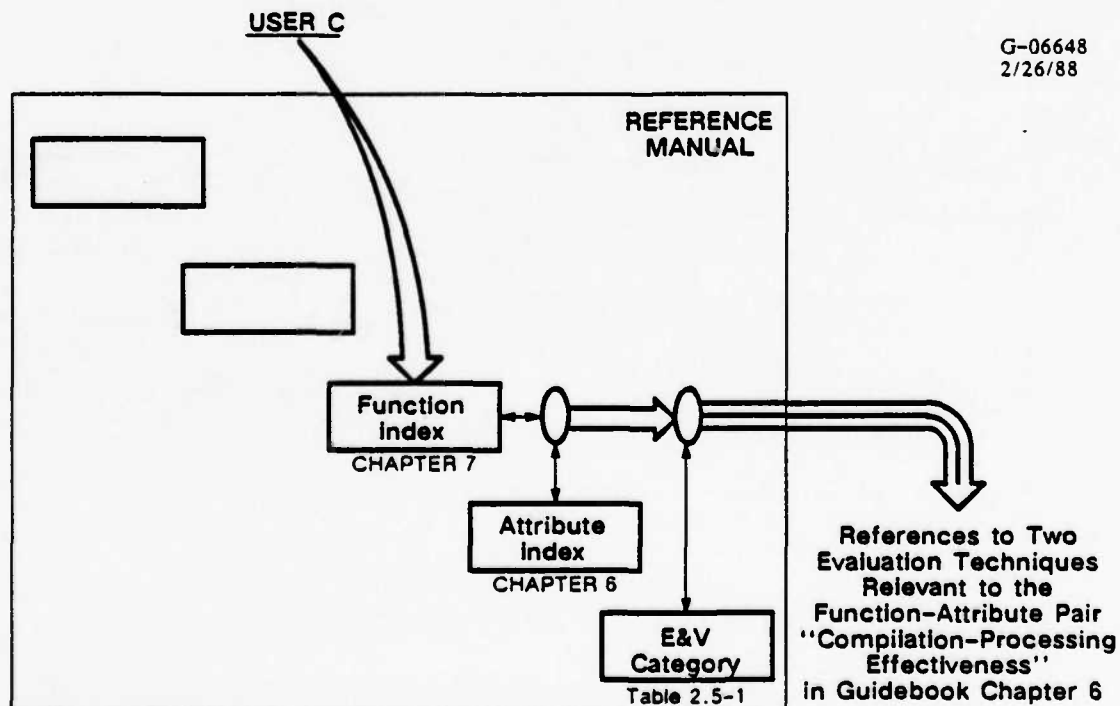 USER C
G-06648
2/26/88
REFERENCE
MANUAL
Function
index
CHAPTER 7
Attribute
index
CHAPTER 6
E&V
Category
Table 2.5-1
References to Two
Evaluation Techniques
Relevant to the
Function-Attribute Pair
''Compilation-Processing
Effectiveness''
in Guidebook Chapter 6